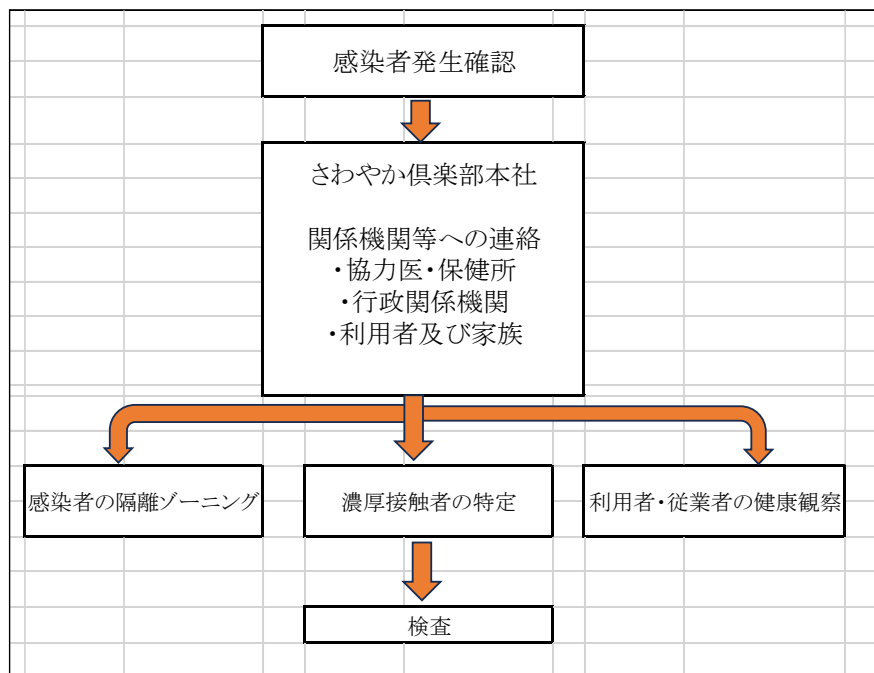 感染者発生確認
さわやか倶楽部本社
関係機関等への連絡
・協力医・保健所
・行政関係機関
・利用者及び家族
感染者の隔離ゾーニング
濃厚接触者の特定
利用者・従業者の健康観察
検査